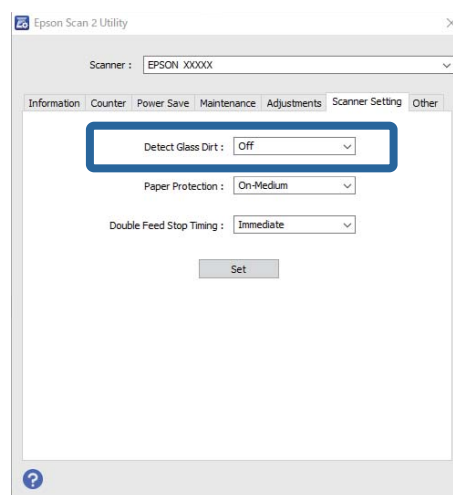 Epson Scan 2 Utility
Scanner : EPSON XXXXX
Information Counter Power Save Maintenance Adjustments Scanner Setting Other
Detect Glass Dirt : Off
Paper Protection : On-Medium
Double Feed Stop Timing : Immediate
Set
?